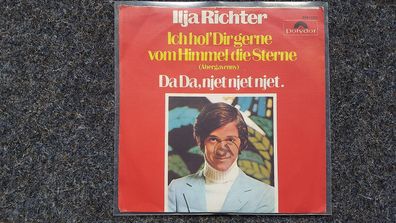 Ilja Richter
polydor
Ich hol' Dir gerne
vom Himmel die Sterne
(Abergavenny)
Da Da, njet njet njet.